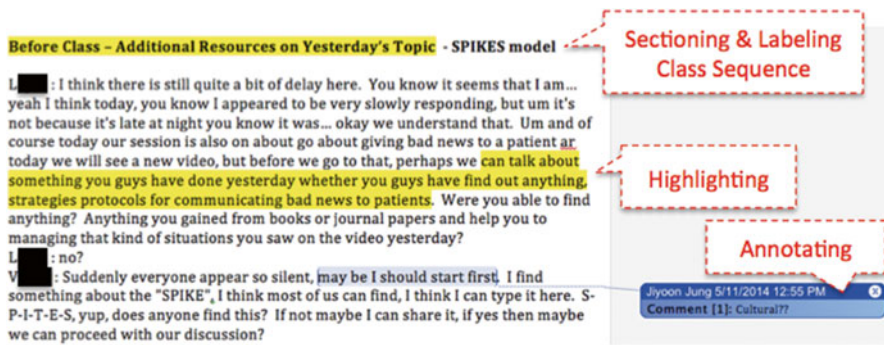 Before Class – Additional Resources on Yesterday's Topic - SPIKES model
Sectioning & Labeling
Class Sequence
L : I think there is still quite a bit of delay here. You know it seems that I am...
yeah I think today, you know I appeared to be very slowly responding, but um it's
not because it's late at night you know it was... okay we understand that. Um and of
course today our session is also on about go about giving bad news to a patient ar
today we will see a new video, but before we go to that, perhaps we can talk about
something you guys have done yesterday whether you guys have find out anything,
strategies protocols for communicating bad news to patients. Were you able to find
anything? Anything you gained from books or journal papers and help you to
managing that kind of situations you saw on the video yesterday?
Highlighting
L : no?
V : Suddenly everyone appear so silent, may be I should start first. I find
something about the "SPIKE", I think most of us can find, I think I can type it here. S-
P-I-T-E-S, yup, does anyone find this? If not maybe I can share it, if yes then maybe
we can proceed with our discussion?
Annotating
Jiyoon Jung 5/11/2014 12:55 PM
Comment [1]: Cultural??